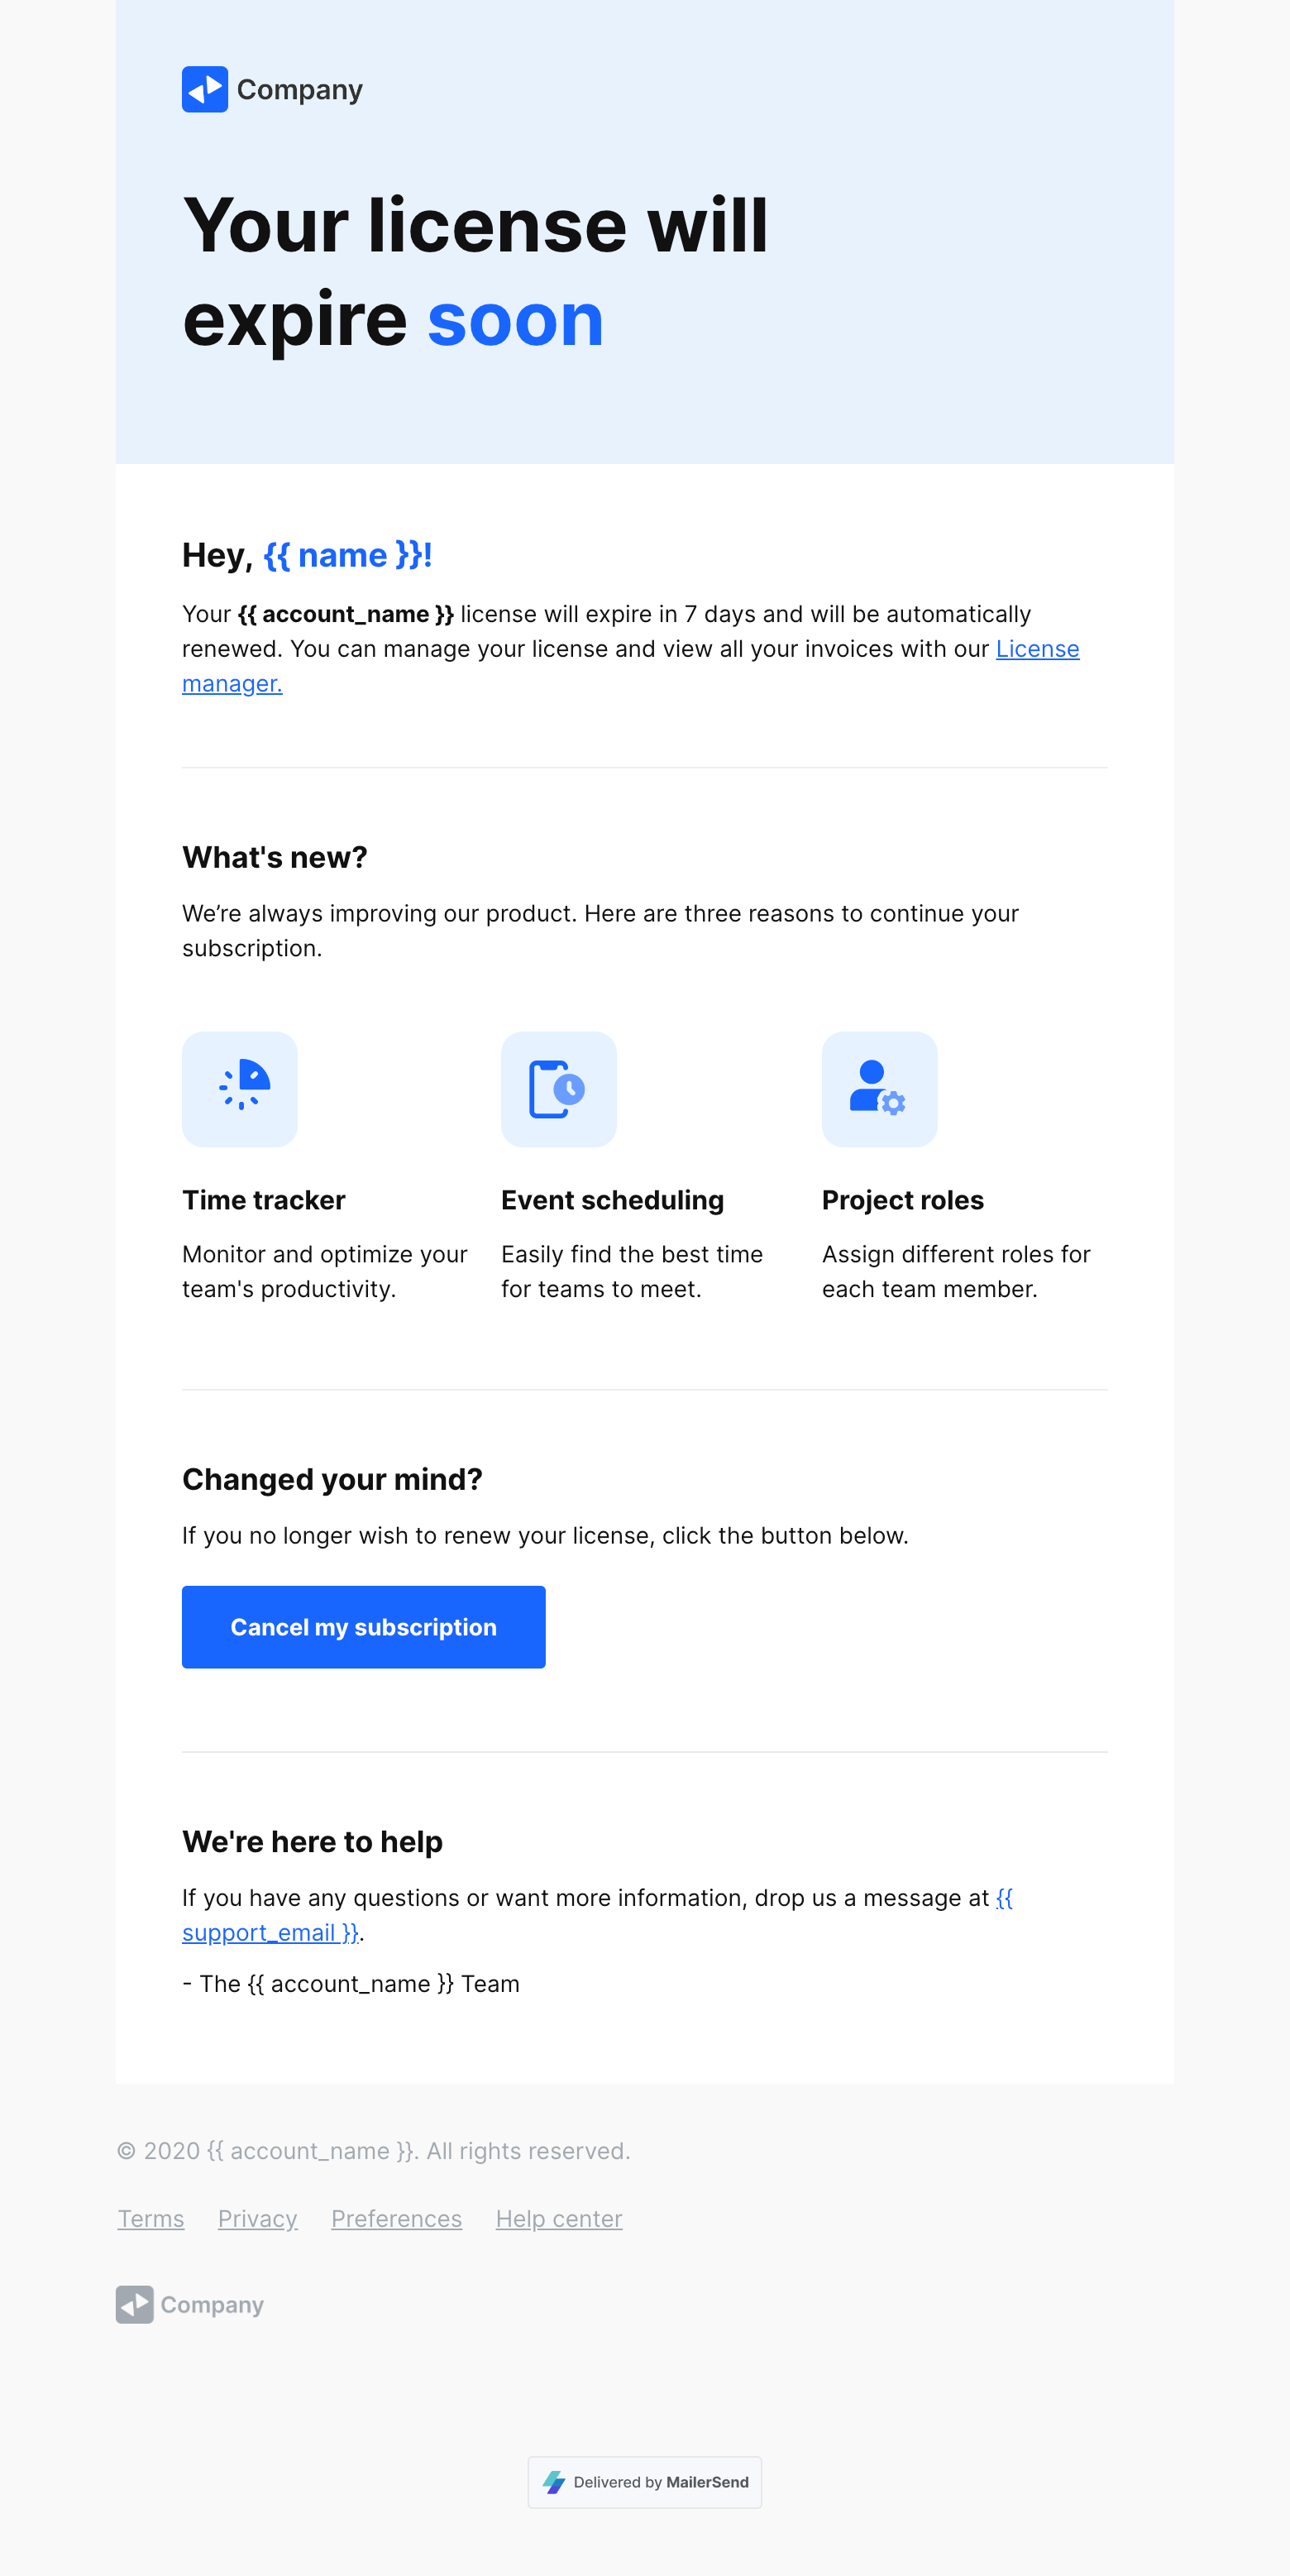 Company
Your license will
expire soon
Hey, {{ name }}!
Your {{ account_name }} license will expire in 7 days and will be automatically
renewed. You can manage your license and view all your invoices with our License
manager.
What's new?
We’re always improving our product. Here are three reasons to continue your
subscription.
Time tracker
Monitor and optimize your
team's productivity.
Event scheduling
Easily find the best time
for teams to meet.
Project roles
Assign different roles for
each team member.
Changed your mind?
If you no longer wish to renew your license, click the button below.
Cancel my subscription
We're here to help
If you have any questions or want more information, drop us a message at {{
support_email }}.
- The {{ account_name }} Team
© 2020 {{ account_name }}. All rights reserved.
Terms Privacy Preferences Help center
Company
Delivered by MailerSend